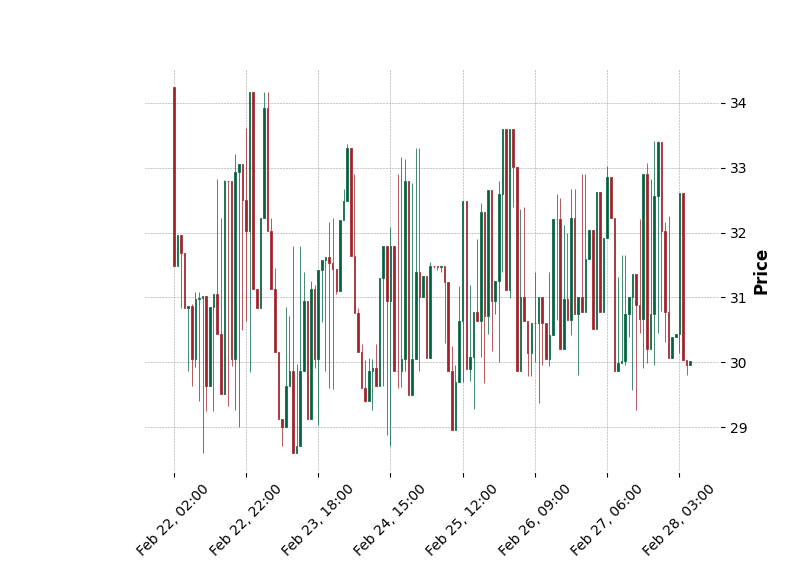 34
33
32
31
30
29
Price
Feb 22, 02:00
Feb 22, 22:00
Feb 23, 18:00
Feb 24, 15:00
Feb 25, 12:00
Feb 26, 09:00
Feb 27, 06:00
Feb 28, 03:00